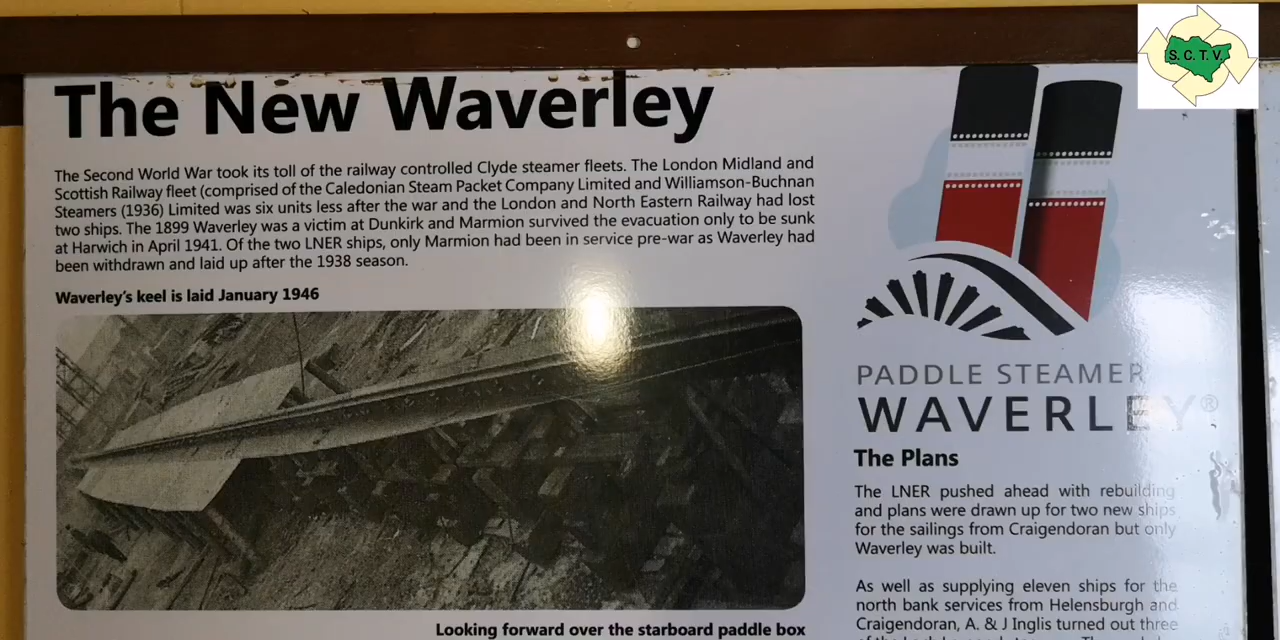 S. C. T. V.
The New Waverley
The Second World War took its toll of the railway controlled Clyde steamer fleets. The London Midland and
Scottish Railway fleet (comprised of the Caledonian Steam Packet Company Limited and Williamson-Buchnan
Steamers (1936) Limited was six units less after the war and the London and North Eastern Railway had lost
two ships. The 1899 Waverley was a victim at Dunkirk and Marmion survived the evacuation only to be sunk
at Harwich in April 1941. Of the two LNER ships, only Marmion had been in service pre-war as Waverley had
been withdrawn and laid up after the 1938 season.
Waverley's keel is laid January 1946
Looking forward over the starboard paddle box
PADDLE STEAMER
WAVERLEY®
The Plans
The LNER pushed ahead with rebuilding
and plans were drawn up for two new ships
for the sailings from Craigendoran but only
Waverley was built.
As well as supplying eleven ships for the
north bank services from Helensburgh and
Craigendoran, A. & J Inglis turned out three